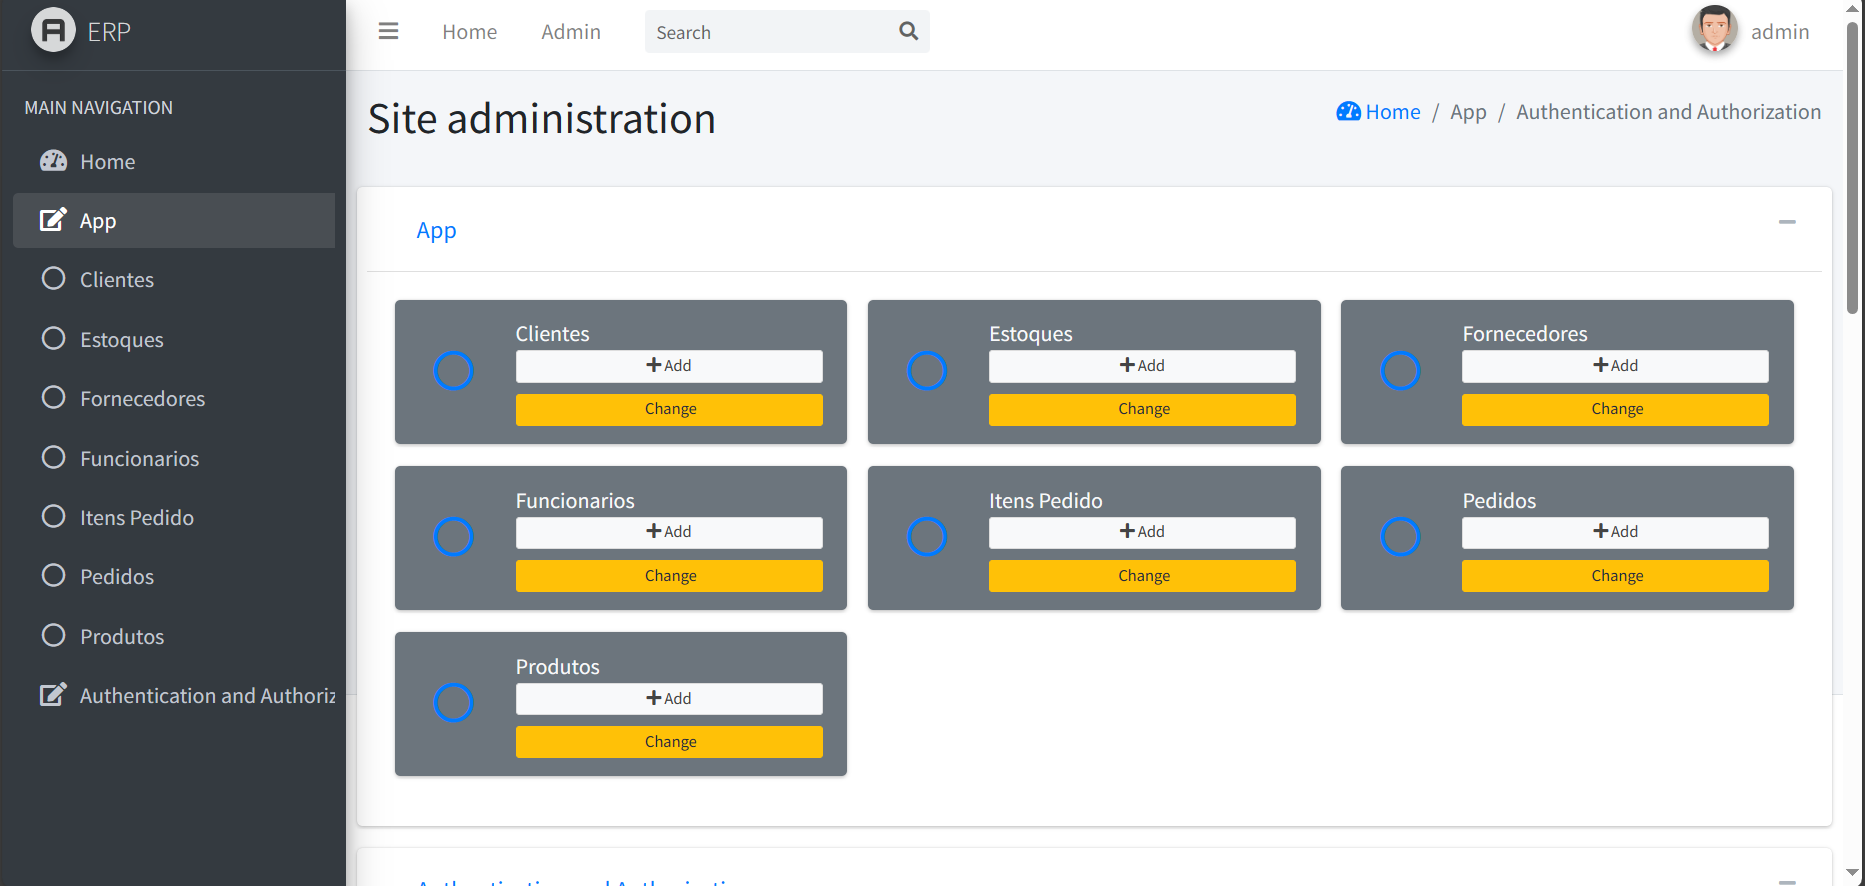 ERP
Home
Admin
Search
admin
MAIN NAVIGATION
Home
App
Clientes
Estoques
Fornecedores
Funcionarios
Itens Pedido
Pedidos
Produtos
Authentication and Authoriz
Site administration
Home / App / Authentication and Authorization
App
Clientes
Add
Change
Estoques
Add
Change
Fornecedores
Add
Change
Funcionarios
Add
Change
Itens Pedido
Add
Change
Pedidos
Add
Change
Produtos
Add
Change